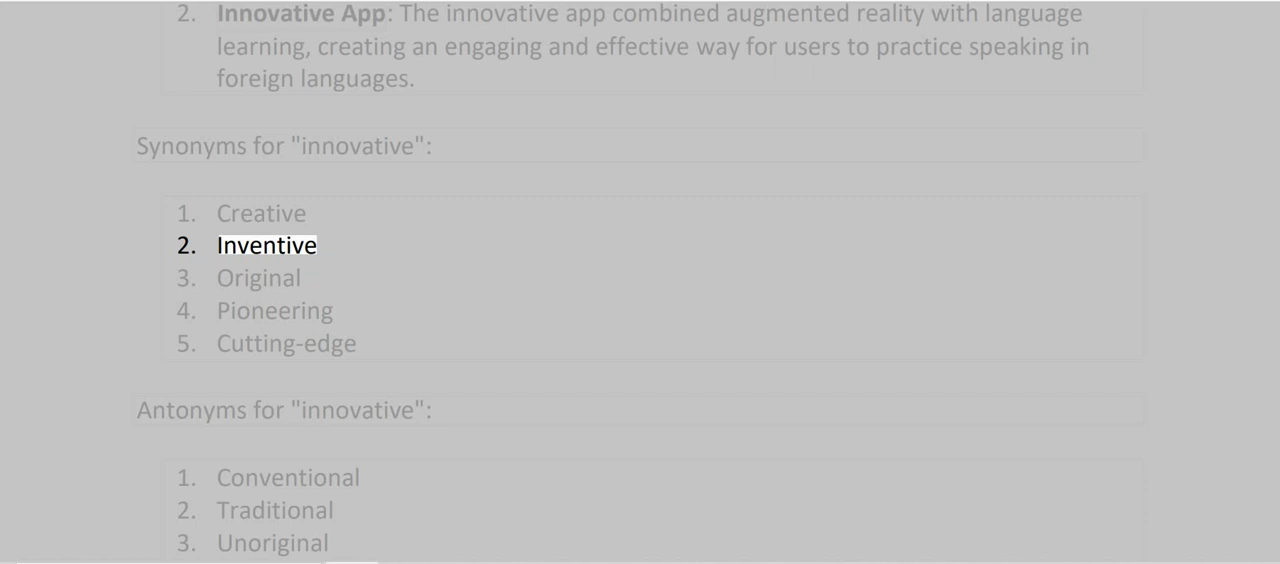 2. Innovative App: The innovative app combined augmented reality with language
learning, creating an engaging and effective way for users to practice speaking in
foreign languages.
Synonyms for "innovative":
1. Creative
2. Inventive
3. Original
4. Pioneering
5. Cutting-edge
Antonyms for "innovative":
1. Conventional
2. Traditional
3. Unoriginal